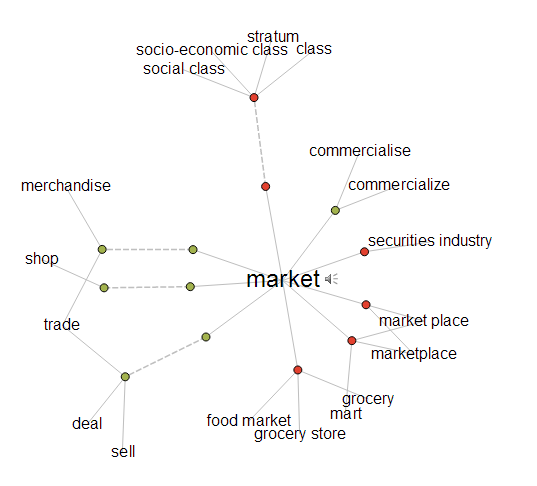 stratum
socio-economic class
class
social class
commercialise
merchandise
commercialize
securities industry
shop
market
trade
market place
marketplace
grocery
mart
food market
deal
grocery store
sell